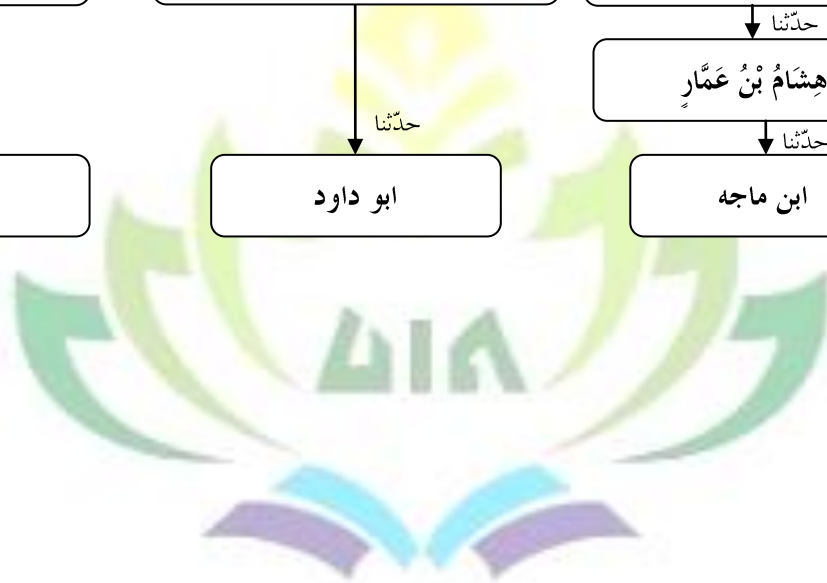 حدّثنا
هِشَامُ بْنُ عَمَّارٍ
حدّثنا
حدّثنا
ابو داود
ابن ماجه